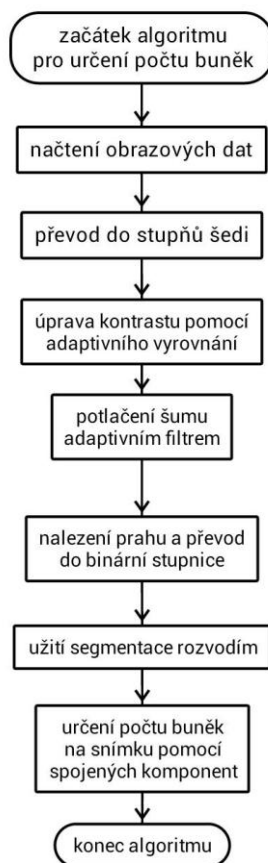 začátek algoritmu
pro určení počtu buněk
načtení obrazových dat
převod do stupňů šedi
úprava kontrastu pomocí
adaptivního vyrovnání
potlačení šumu
adaptivním filtrem
nalezení prahu a převod
do binární stupnice
užití segmentace rozvodím
určení počtu buněk
na snímku pomocí
spojených komponent
konec algoritmu